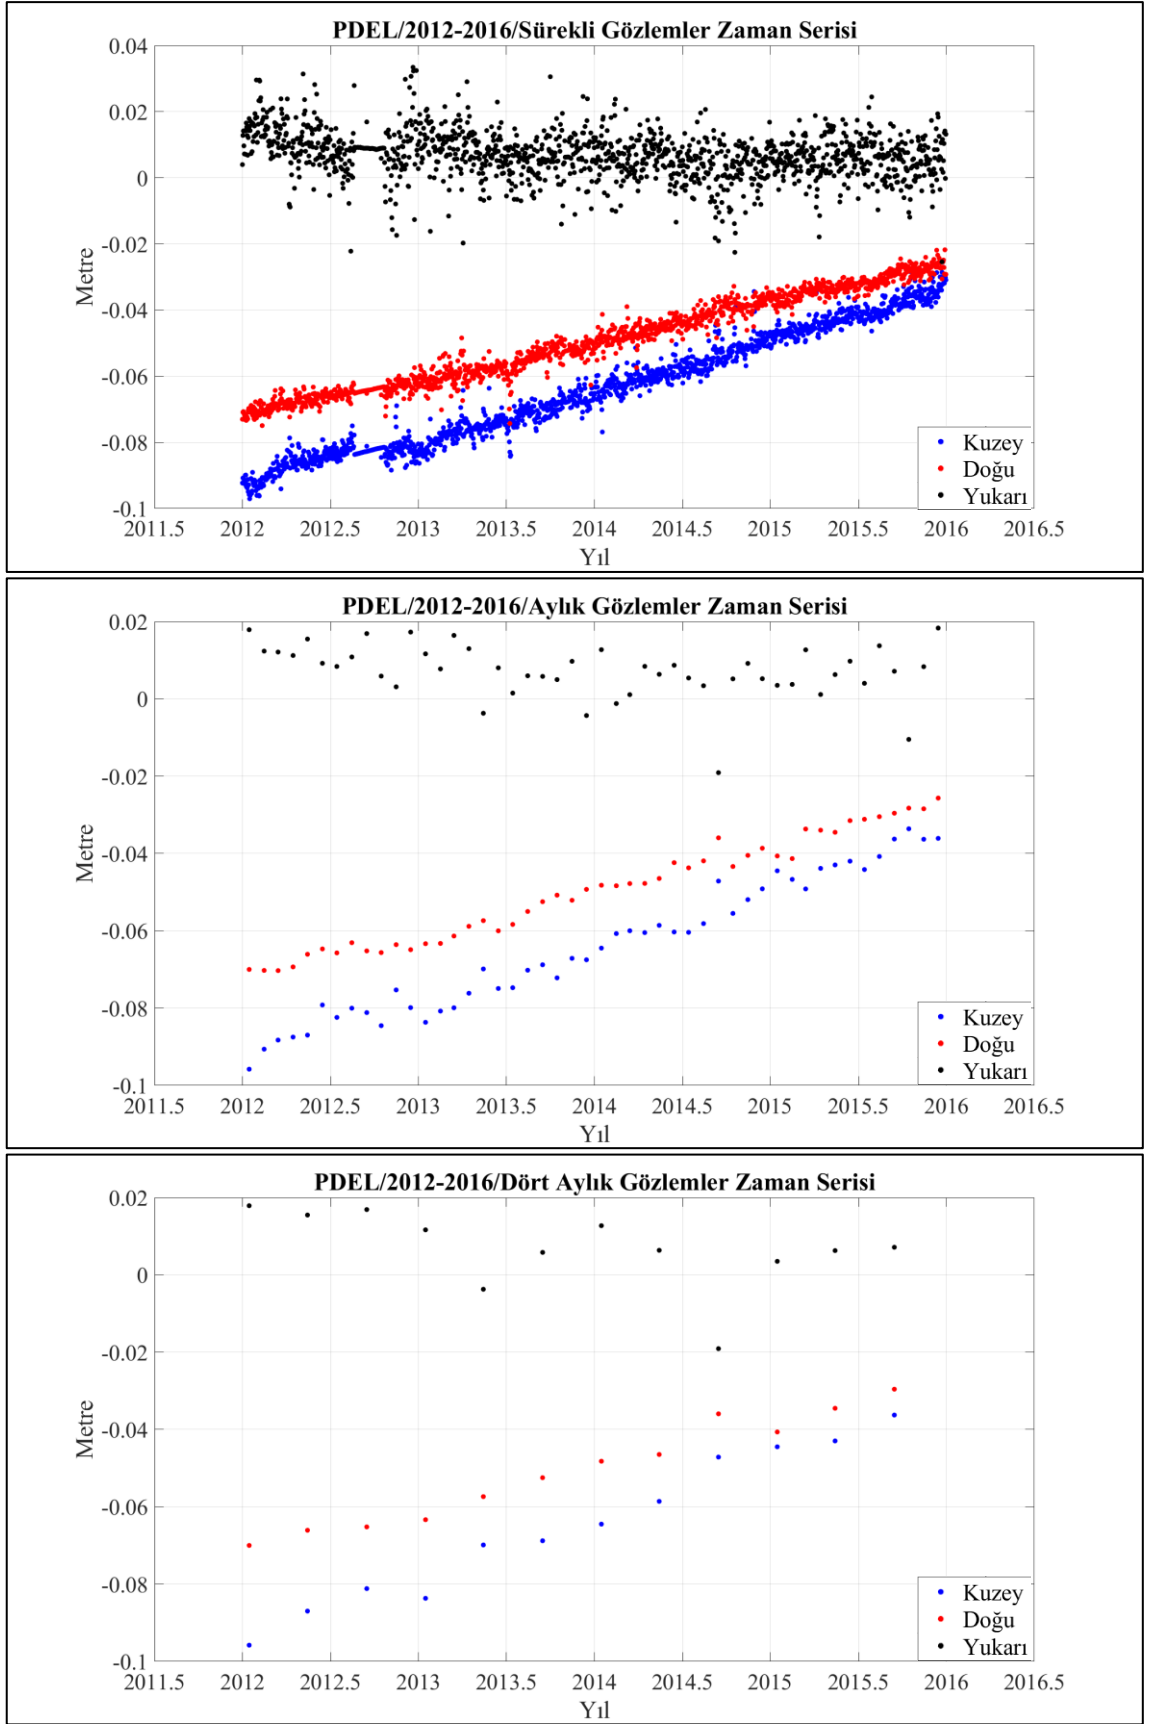 PDEL/2012-2016/Sürekli Gözlemler Zaman Serisi
0.04
0.02
0
-0.02
-0.04
-0.06
-0.08
-0.1
Metre
Kuzey
Doğu
Yukarı
2011.5 2012 2012.5 2013 2013.5 2014 2014.5 2015 2015.5 2016 2016.5
Yıl
PDEL/2012-2016/Aylık Gözlemler Zaman Serisi
0.02
0
-0.02
-0.04
-0.06
-0.08
-0.1
Metre
Kuzey
Doğu
Yukarı
2011.5 2012 2012.5 2013 2013.5 2014 2014.5 2015 2015.5 2016 2016.5
Yıl
PDEL/2012-2016/Dört Aylık Gözlemler Zaman Serisi
0.02
0
-0.02
-0.04
-0.06
-0.08
-0.1
Metre
Kuzey
Doğu
Yukarı
2011.5 2012 2012.5 2013 2013.5 2014 2014.5 2015 2015.5 2016 2016.5
Yıl